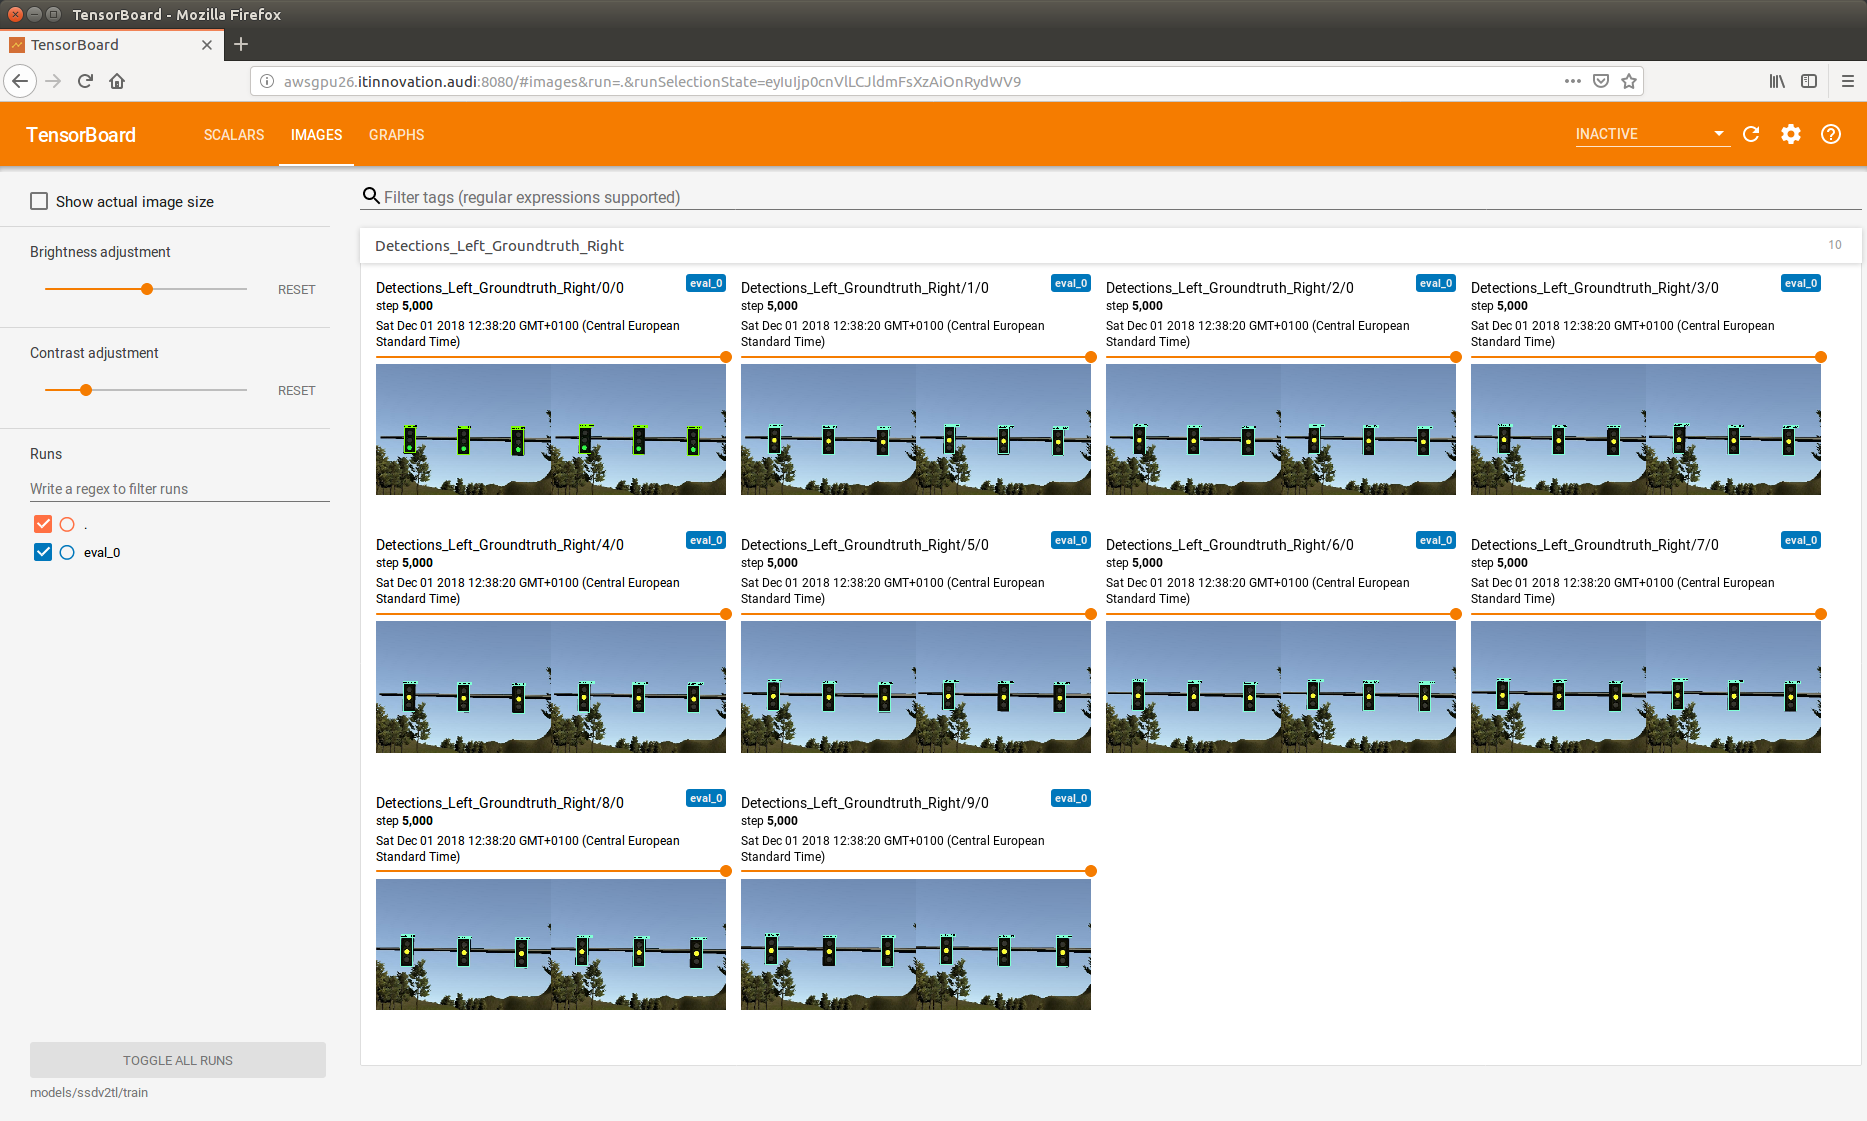 TensorBoard - Mozilla Firefox
TensorBoard
awsgpu26.itinnovation.audi:8080/#images&run=.&runSelectionState=eyIuIjp0cnVlLCJldmFsXzAiOnRydWV9
TensorBoard SCALARS IMAGES GRAPHS INACTIVE
Show actual image size
Filter tags (regular expressions supported)
Brightness adjustment
RESET
Contrast adjustment
RESET
Runs
Write a regex to filter runs
.
eval_0
TOGGLE ALL RUNS
models/ssdv2tl/train
Detections_Left_Groundtruth_Right 10
Detections_Left_Groundtruth_Right/0/0 eval_0
step 5,000
Sat Dec 01 2018 12:38:20 GMT+0100 (Central European
Standard Time)
Detections_Left_Groundtruth_Right/1/0 eval_0
step 5,000
Sat Dec 01 2018 12:38:20 GMT+0100 (Central European
Standard Time)
Detections_Left_Groundtruth_Right/2/0 eval_0
step 5,000
Sat Dec 01 2018 12:38:20 GMT+0100 (Central European
Standard Time)
Detections_Left_Groundtruth_Right/3/0 eval_0
step 5,000
Sat Dec 01 2018 12:38:20 GMT+0100 (Central European
Standard Time)
Detections_Left_Groundtruth_Right/4/0 eval_0
step 5,000
Sat Dec 01 2018 12:38:20 GMT+0100 (Central European
Standard Time)
Detections_Left_Groundtruth_Right/5/0 eval_0
step 5,000
Sat Dec 01 2018 12:38:20 GMT+0100 (Central European
Standard Time)
Detections_Left_Groundtruth_Right/6/0 eval_0
step 5,000
Sat Dec 01 2018 12:38:20 GMT+0100 (Central European
Standard Time)
Detections_Left_Groundtruth_Right/7/0 eval_0
step 5,000
Sat Dec 01 2018 12:38:20 GMT+0100 (Central European
Standard Time)
Detections_Left_Groundtruth_Right/8/0 eval_0
step 5,000
Sat Dec 01 2018 12:38:20 GMT+0100 (Central European
Standard Time)
Detections_Left_Groundtruth_Right/9/0 eval_0
step 5,000
Sat Dec 01 2018 12:38:20 GMT+0100 (Central European
Standard Time)